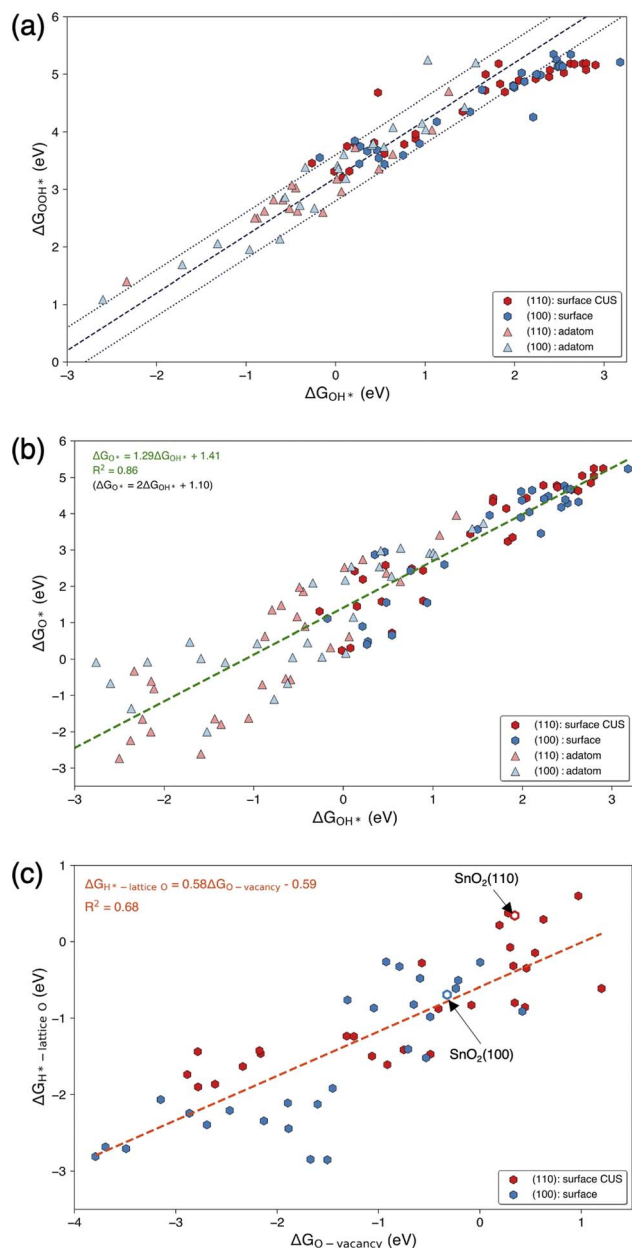 (a)
6
5
4
3
2
1
0
ΔG_OOH* (eV)
(110): surface CUS
(100): surface
(110): adatom
(100): adatom
−3 −2 −1 0 1 2 3
ΔG_OH* (eV)
(b)
ΔG_O* = 1.29ΔG_OH* + 1.41
R² = 0.86
(ΔG_O* = 2ΔG_OH* + 1.10)
6
5
4
3
2
1
0
−1
−2
−3
ΔG_O* (eV)
(110): surface CUS
(100): surface
(110): adatom
(100): adatom
−3 −2 −1 0 1 2 3
ΔG_OH* (eV)
(c)
ΔG_H* − lattice O = 0.58ΔG_O−vacancy - 0.59
R² = 0.68
SnO₂(110)
SnO₂(100)
1
0
−1
−2
−3
ΔG_H* − lattice O (eV)
(110): surface CUS
(100): surface
−4 −3 −2 −1 0 1
ΔG_O − vacancy (eV)